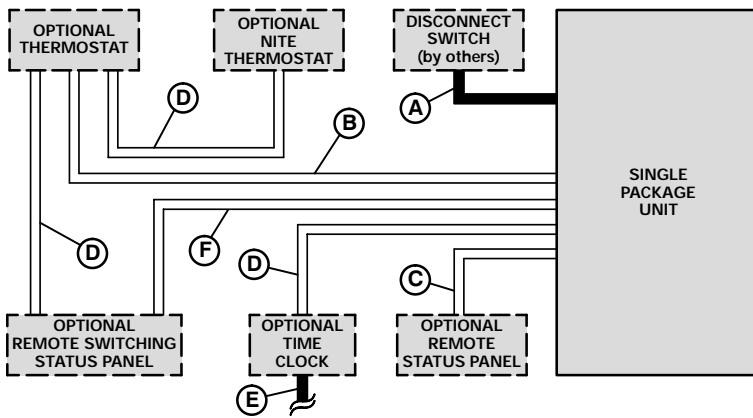 OPTIONAL
THERMOSTAT
OPTIONAL
NITE
THERMOSTAT
DISCONNECT
SWITCH
(by others)
A
D
B
SINGLE
PACKAGE
UNIT
D
F
D
C
OPTIONAL
REMOTE SWITCHING
STATUS PANEL
OPTIONAL
TIME
CLOCK
OPTIONAL
REMOTE
STATUS PANEL
E